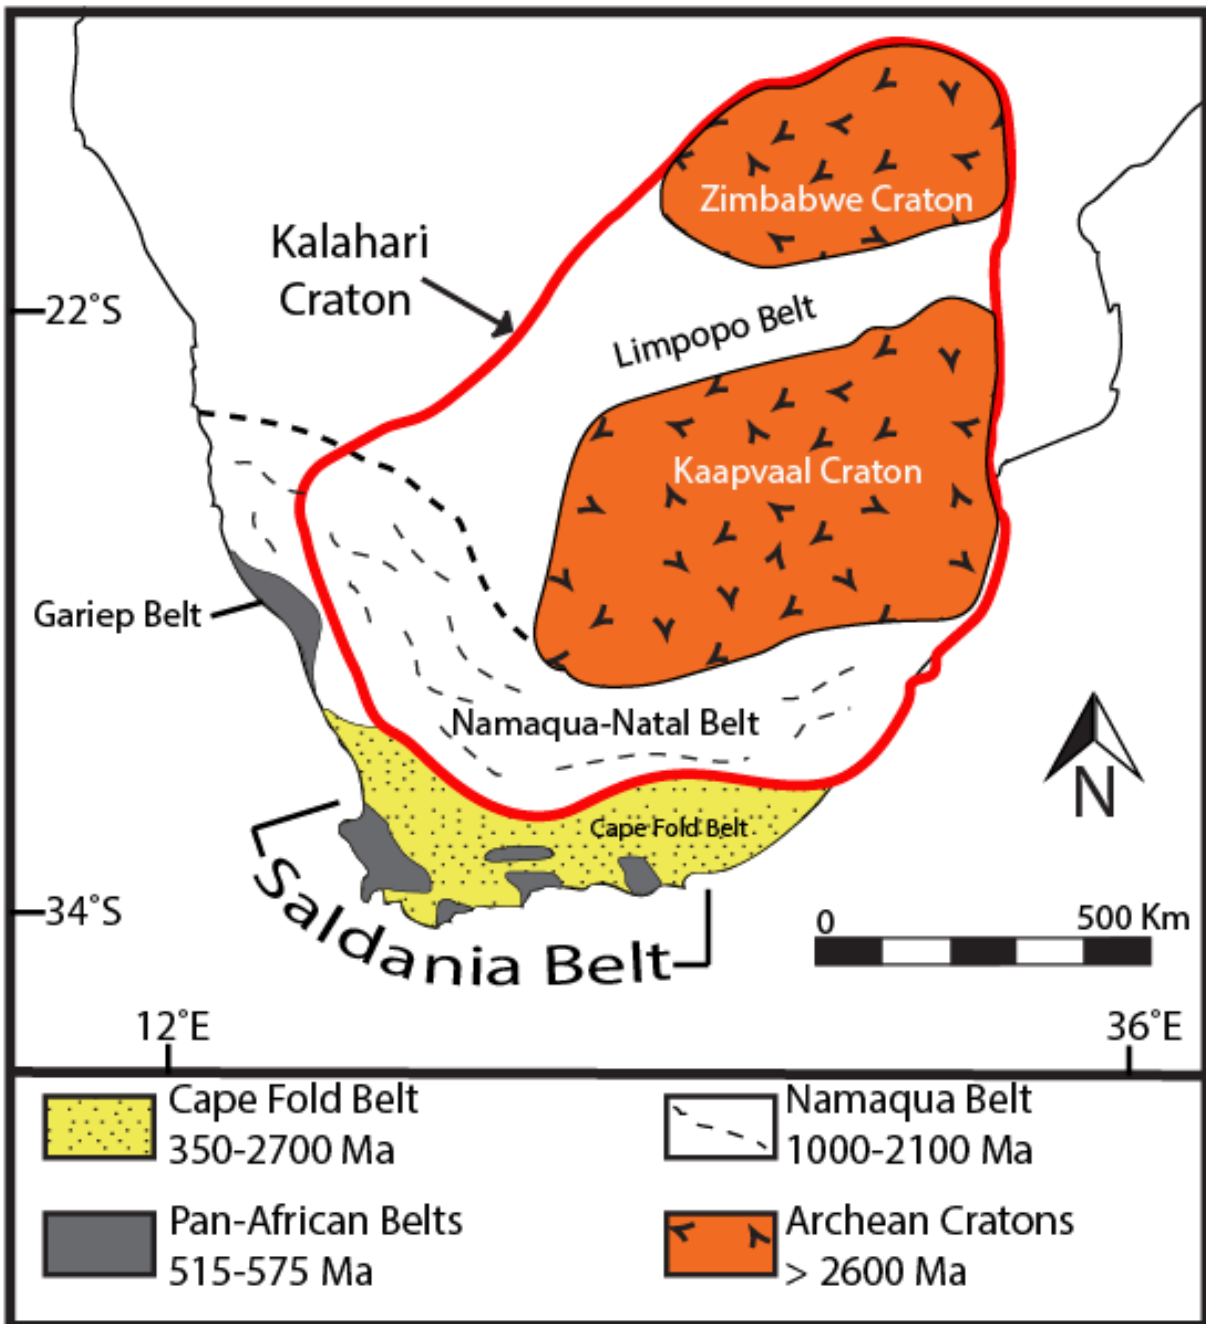 Zimbabwe Craton
Kalahari
Craton
22°S
Limpopo Belt
Kaapvaal Craton
Gariep Belt
Namaqua-Natal Belt
N
Cape Fold Belt
34°S
Saldania Belt
0
500 Km
12°E
36°E
Cape Fold Belt
350-2700 Ma
Namaqua Belt
1000-2100 Ma
Pan-African Belts
515-575 Ma
Archean Cratons
> 2600 Ma